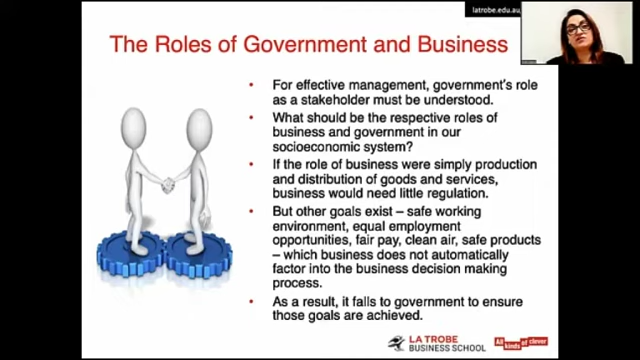 latrobe.edu.au
The Roles of Government and Business
• For effective management, government's role
as a stakeholder must be understood.
• What should be the respective roles of
business and government in our
socioeconomic system?
• If the role of business were simply production
and distribution of goods and services,
business would need little regulation.
• But other goals exist – safe working
environment, equal employment
opportunities, fair pay, clean air, safe products
– which business does not automatically
factor into the business decision making
process.
• As a result, it falls to government to ensure
those goals are achieved.
LA TROBE
BUSINESS SCHOOL
All
kinds of clever